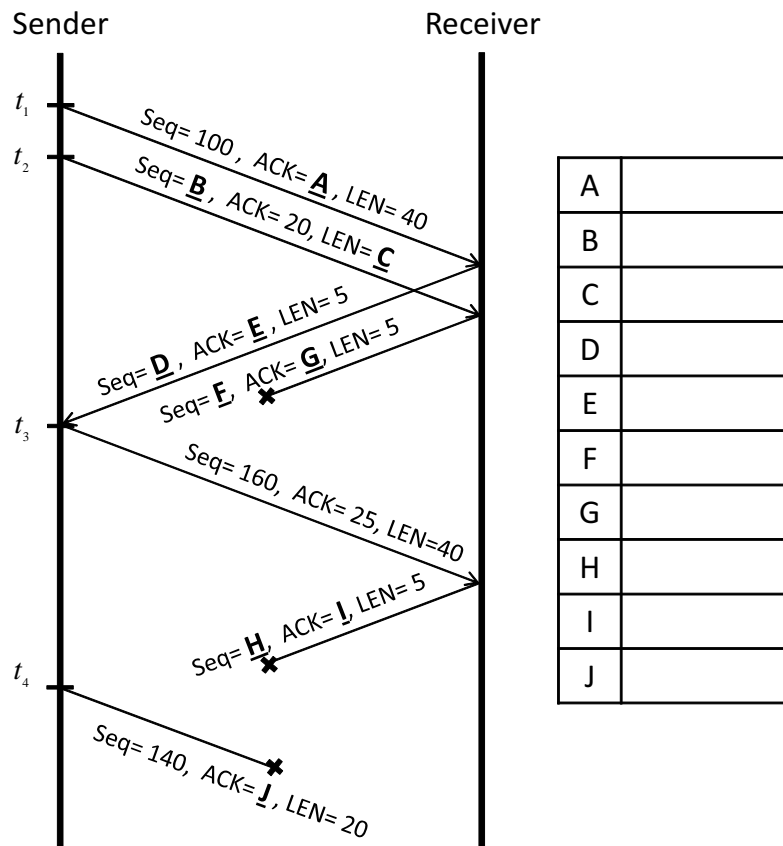 Sender
Receiver
t₁
Seq= 100 , ACK= A, LEN= 40
t₂
Seq= B, ACK= 20, LEN= C
Seq= D , ACK= E , LEN= 5
Seq= F, ACK= G, LEN= 5
t₃
Seq= 160, ACK= 25, LEN=40
Seq= H, ACK= I, LEN= 5
t₄
Seq= 140, ACK= J, LEN= 20
A
B
C
D
E
F
G
H
I
J